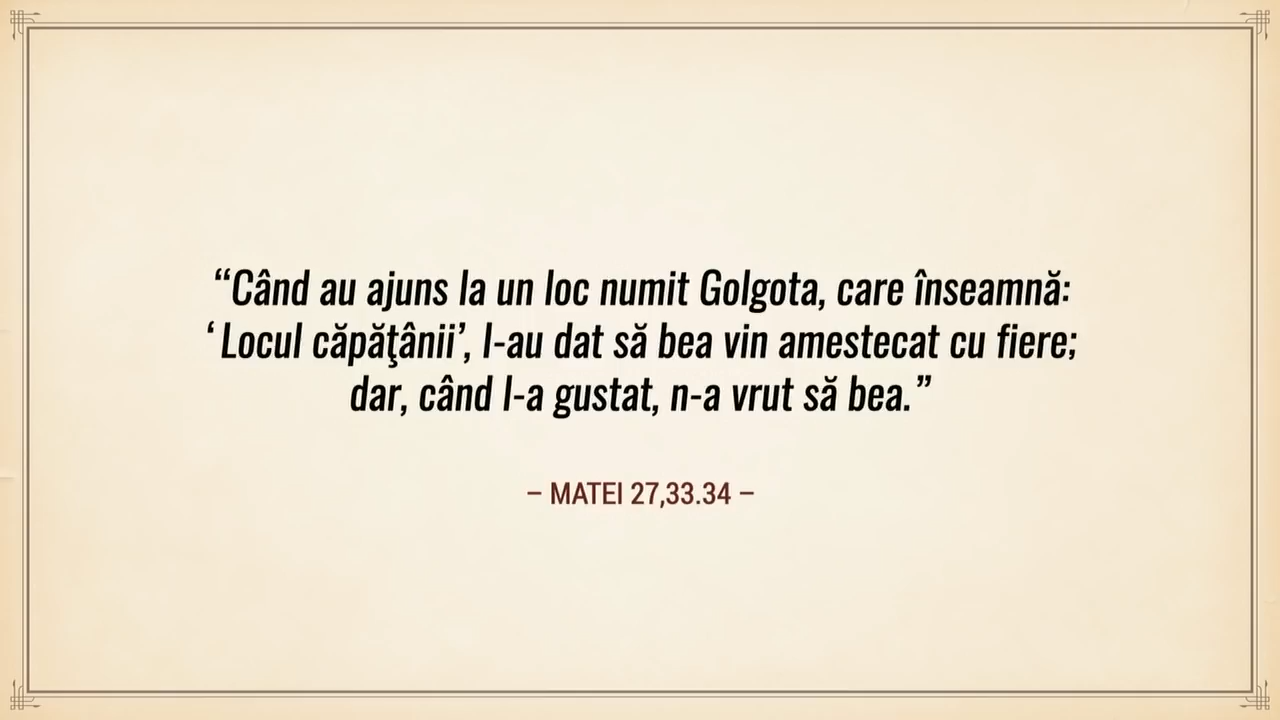 “Când au ajuns la un loc numit Golgota, care înseamnă:
‘ Locul căpăţânii’, l-au dat să bea vin amestecat cu fiere;
dar, când l-a gustat, n-a vrut să bea.”
– MATEI 27,33.34 –